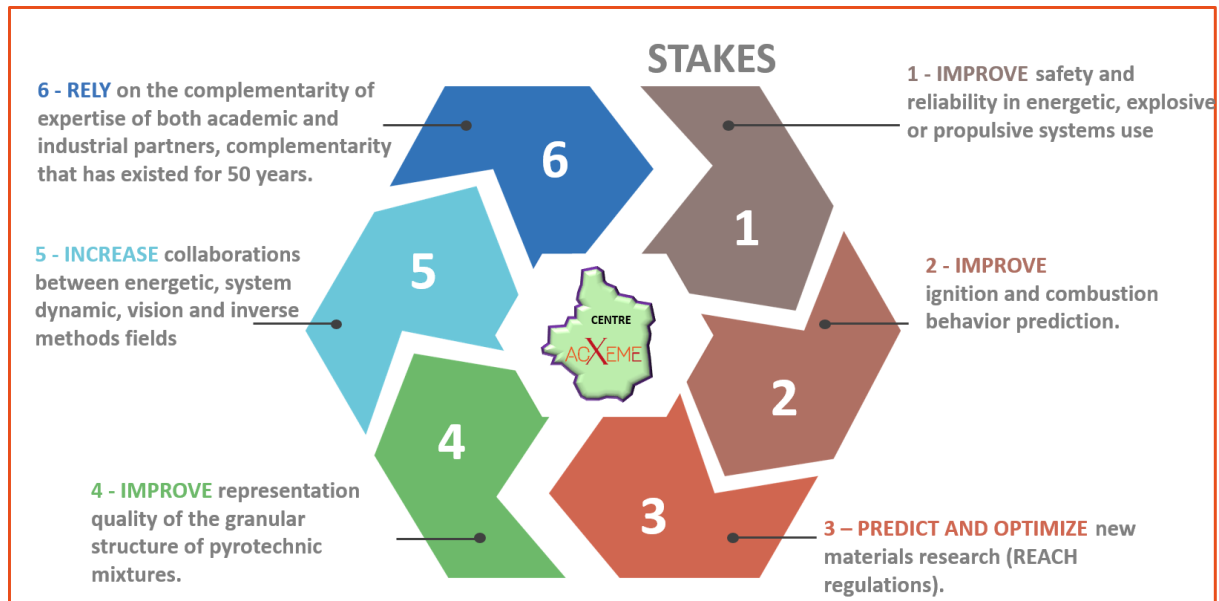 STAKES
1 - IMPROVE safety and
reliability in energetic, explosive
or propulsive systems use
2 - IMPROVE
ignition and combustion
behavior prediction.
3 – PREDICT AND OPTIMIZE new
materials research (REACH
regulations).
4 - IMPROVE representation
quality of the granular
structure of pyrotechnic
mixtures.
5 - INCREASE collaborations
between energetic, system
dynamic, vision and inverse
methods fields
6 - RELY on the complementarity of
expertise of both academic and
industrial partners, complementarity
that has existed for 50 years.
1
2
3
4
5
6
CENTRE
ACXEME